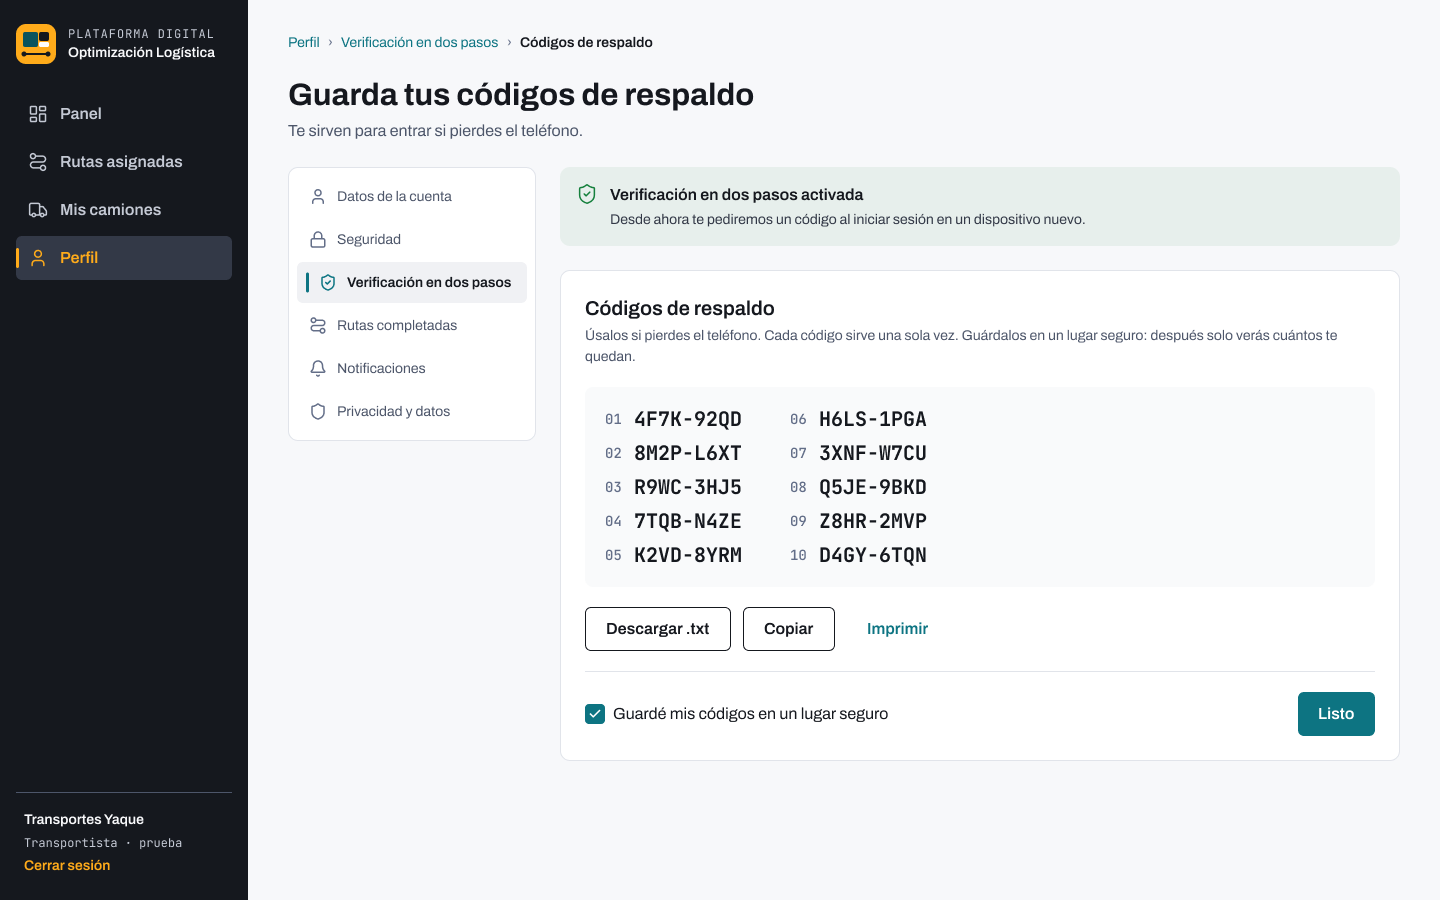 PLATAFORMA DIGITAL
Optimización Logística
Panel
Rutas asignadas
Mis camiones
Perfil
Transportes Yaque
Transportista · prueba
Cerrar sesión
Perfil › Verificación en dos pasos › Códigos de respaldo
Guarda tus códigos de respaldo
Te sirven para entrar si pierdes el teléfono.
Datos de la cuenta
Seguridad
Verificación en dos pasos
Rutas completadas
Notificaciones
Privacidad y datos
Verificación en dos pasos activada
Desde ahora te pediremos un código al iniciar sesión en un dispositivo nuevo.
Códigos de respaldo
Úsalos si pierdes el teléfono. Cada código sirve una sola vez. Guárdalos en un lugar seguro: después solo verás cuántos te
quedan.
01 4F7K-92QD
02 8M2P-L6XT
03 R9WC-3HJ5
04 7TQB-N4ZE
05 K2VD-8YRM
06 H6LS-1PGA
07 3XNF-W7CU
08 Q5JE-9BKD
09 Z8HR-2MVP
10 D4GY-6TQN
Descargar .txt
Copiar
Imprimir
Guardé mis códigos en un lugar seguro
Listo